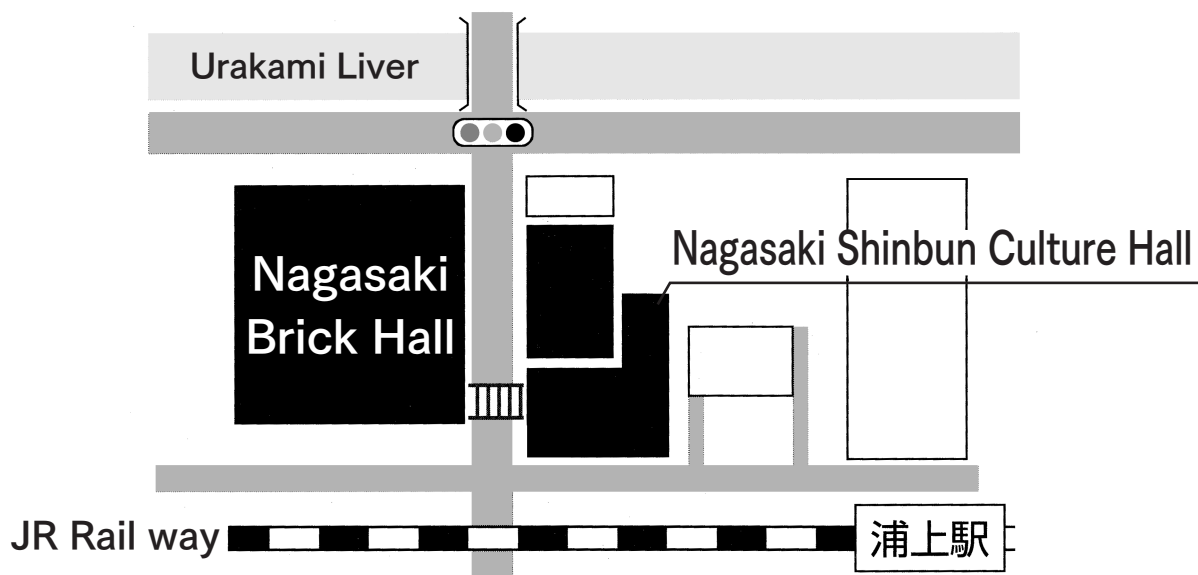 Urakami Liver
Nagasaki Shinbun Culture Hall
Nagasaki
Brick Hall
JR Rail way
浦上駅